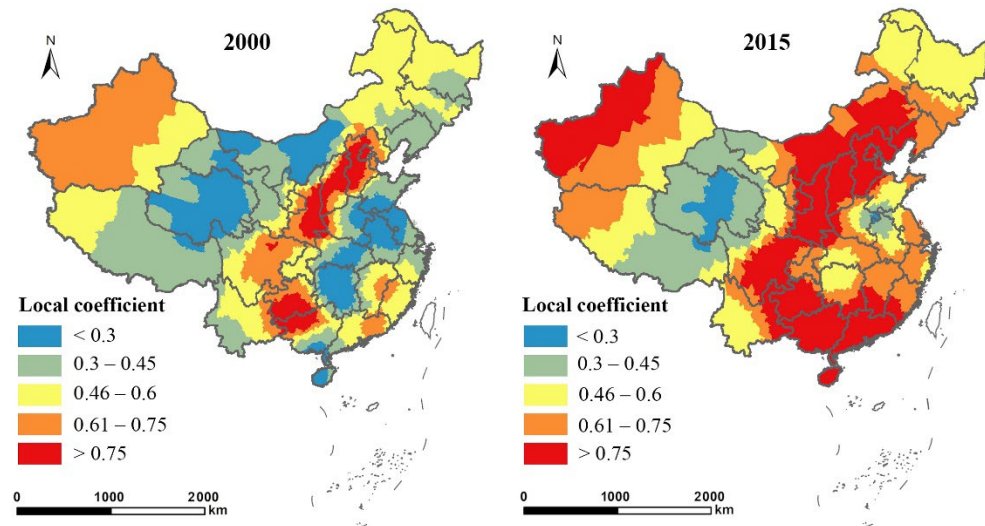 2000
N
Local coefficient
< 0.3
0.3 – 0.45
0.46 – 0.6
0.61 – 0.75
> 0.75
0 1000 2000
km
2015
N
Local coefficient
< 0.3
0.3 – 0.45
0.46 – 0.6
0.61 – 0.75
> 0.75
0 1000 2000
km